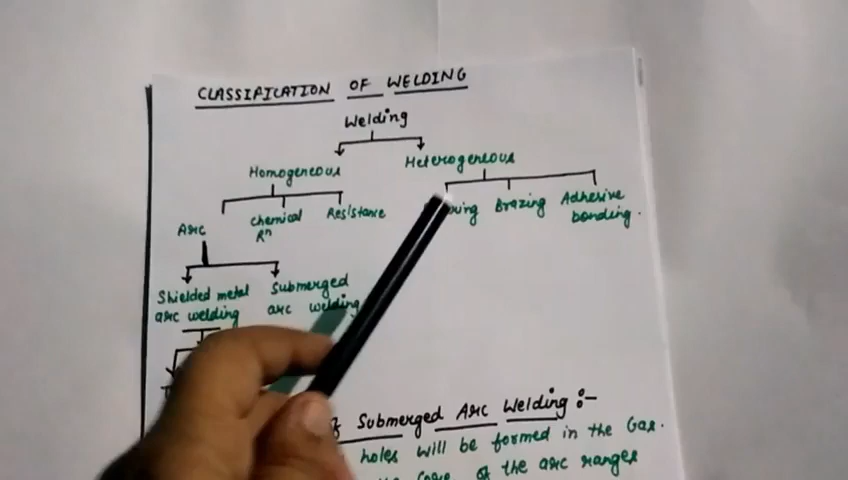 CLASSIFICATION OF WELDING
Welding
Homogeneous Heterogeneous
Arc Chemical Rⁿ Resistance
Brazing Adhesive bonding.
Shielded metal arc welding
Submerged arc welding
of Submerged Arc Welding :-
holes will be formed in the Gas.
of the arc ranges